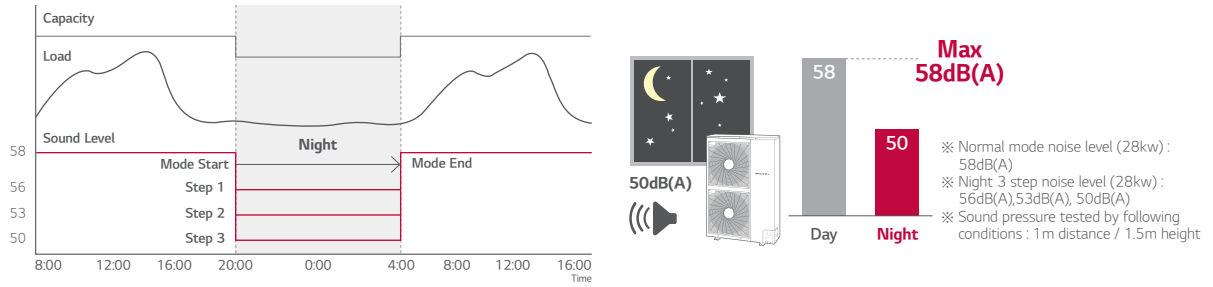 Capacity
Load
Sound Level
Night
58
Mode Start
Mode End
56
Step 1
53
Step 2
50
Step 3
8:00 12:00 16:00 20:00 0:00 4:00 8:00 12:00 16:00
Time
50dB(A)
Max
58dB(A)
58
50
Day
Night
※ Normal mode noise level (28kw) :
58dB(A)
※ Night 3 step noise level (28kw) :
56dB(A),53dB(A), 50dB(A)
※ Sound pressure tested by following
conditions : 1m distance / 1.5m height